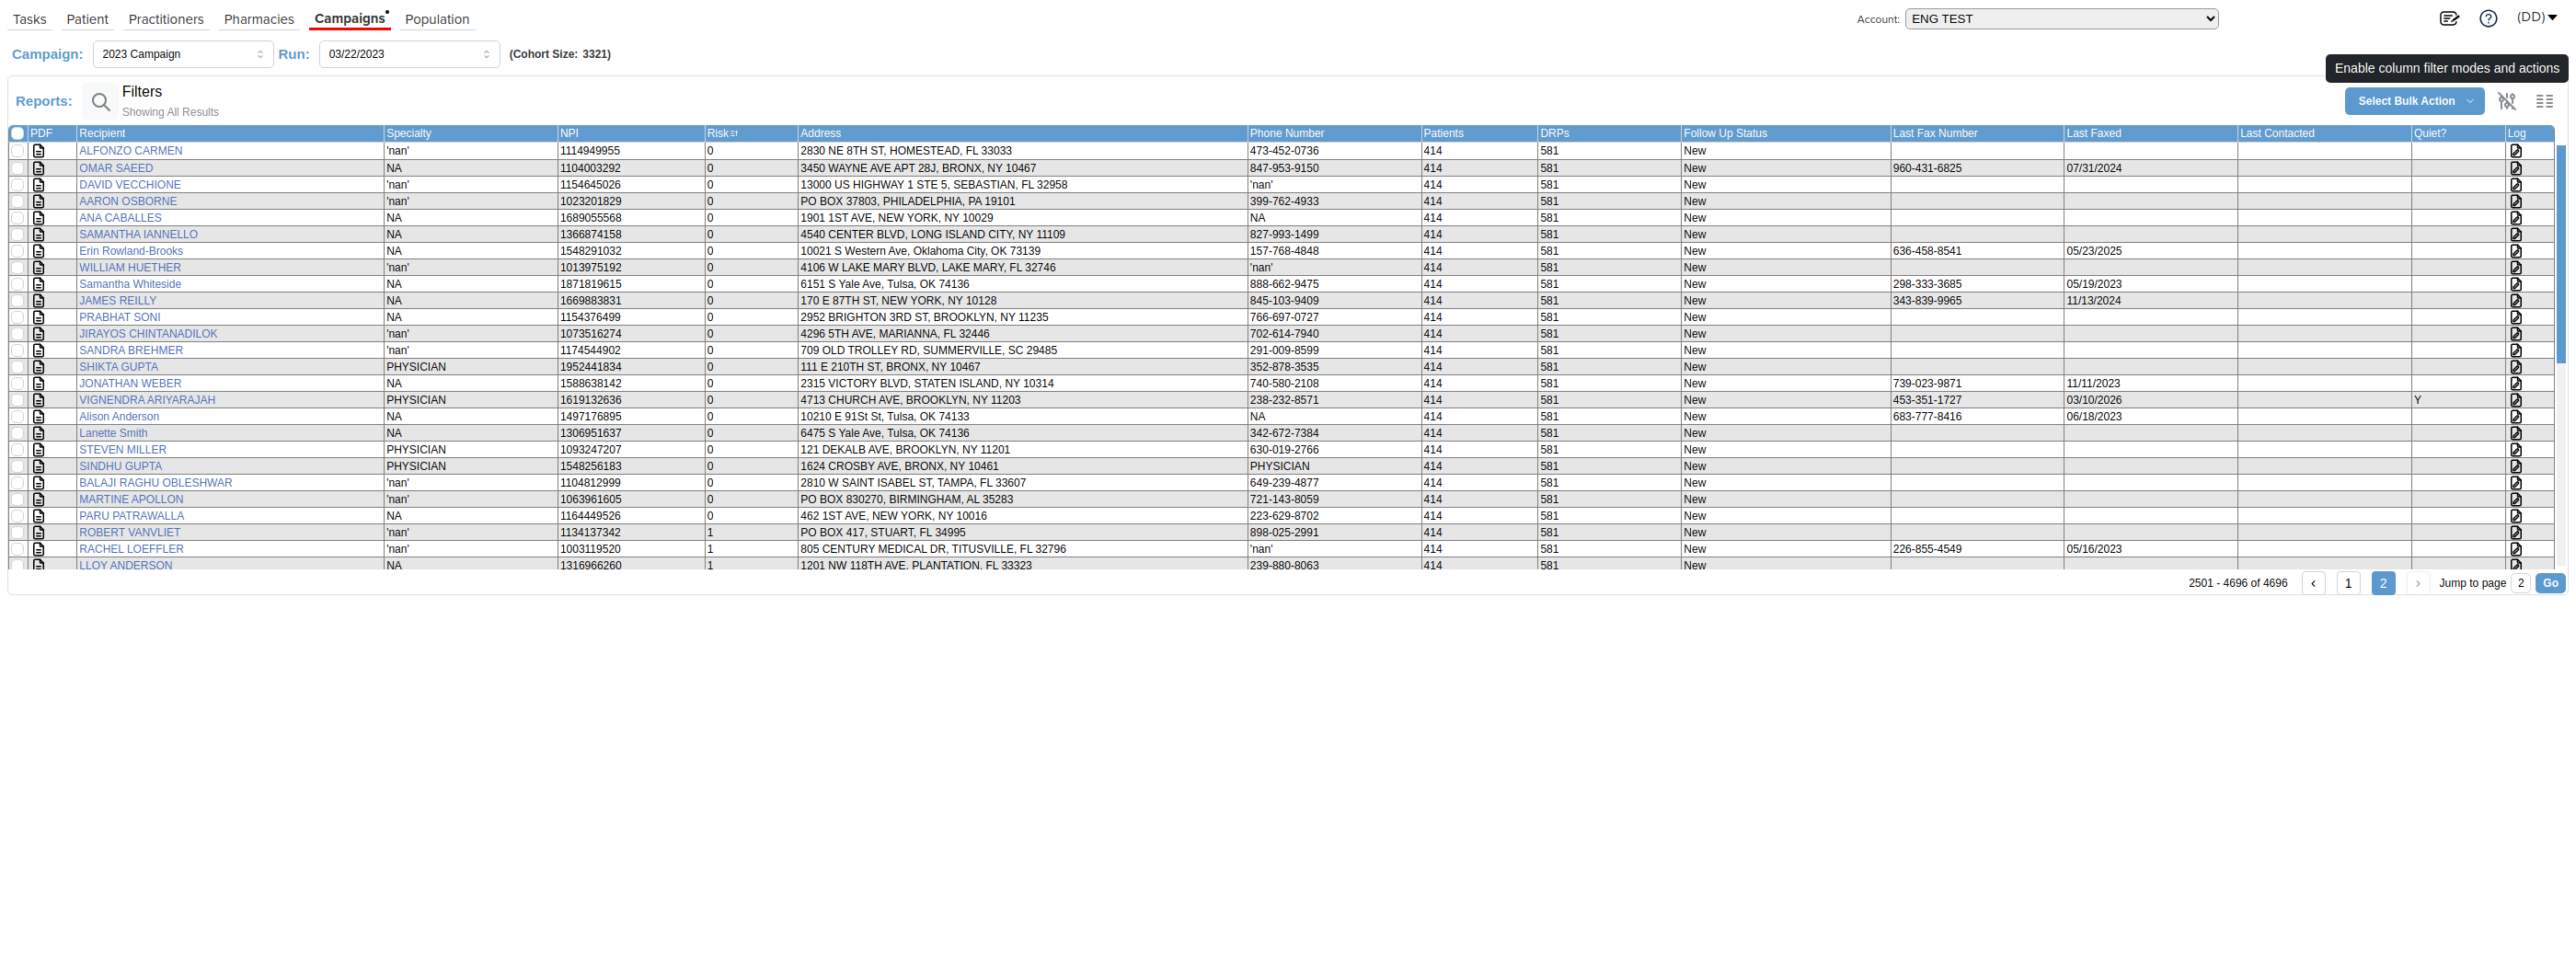 Tasks Patient Practitioners Pharmacies Campaigns Population Account: ENG TEST (DD)
Campaign: 2023 Campaign Run: 03/22/2023 (Cohort Size: 3321)
Enable column filter modes and actions
Reports: Filters Select Bulk Action
Showing All Results
PDF Recipient Specialty NPI Risk Address Phone Number Patients DRPs Follow Up Status Last Fax Number Last Faxed Last Contacted Quiet? Log
ALFONZO CARMEN 'nan' 1114949955 0 2830 NE 8TH ST, HOMESTEAD, FL 33033 473-452-0736 414 581 New
OMAR SAEED NA 1104003292 0 3450 WAYNE AVE APT 28J, BRONX, NY 10467 847-953-9150 414 581 New 960-431-6825 07/31/2024
DAVID VECCHIONE 'nan' 1154645026 0 13000 US HIGHWAY 1 STE 5, SEBASTIAN, FL 32958 'nan' 414 581 New
AARON OSBORNE 'nan' 1023201829 0 PO BOX 37803, PHILADELPHIA, PA 19101 399-762-4933 414 581 New
ANA CABALLES NA 1689055568 0 1901 1ST AVE, NEW YORK, NY 10029 NA 414 581 New
SAMANTHA IANNELLO NA 1366874158 0 4540 CENTER BLVD, LONG ISLAND CITY, NY 11109 827-993-1499 414 581 New
Erin Rowland-Brooks NA 1548291032 0 10021 S Western Ave, Oklahoma City, OK 73139 157-768-4848 414 581 New 636-458-8541 05/23/2025
WILLIAM HUETHER 'nan' 1013975192 0 4106 W LAKE MARY BLVD, LAKE MARY, FL 32746 'nan' 414 581 New
Samantha Whiteside NA 1871819615 0 6151 S Yale Ave, Tulsa, OK 74136 888-662-9475 414 581 New 298-333-3685 05/19/2023
JAMES REILLY NA 1669883831 0 170 E 87TH ST, NEW YORK, NY 10128 845-103-9409 414 581 New 343-839-9965 11/13/2024
PRABHAT SONI NA 1154376499 0 2952 BRIGHTON 3RD ST, BROOKLYN, NY 11235 766-697-0727 414 581 New
JIRAYOS CHINTANADILOK 'nan' 1073516274 0 4296 5TH AVE, MARIANNA, FL 32446 702-614-7940 414 581 New
SANDRA BREHMER 'nan' 1174544902 0 709 OLD TROLLEY RD, SUMMERVILLE, SC 29485 291-009-8599 414 581 New
SHIKTA GUPTA PHYSICIAN 1952441834 0 111 E 210TH ST, BRONX, NY 10467 352-878-3535 414 581 New
JONATHAN WEBER NA 1588638142 0 2315 VICTORY BLVD, STATEN ISLAND, NY 10314 740-580-2108 414 581 New 739-023-9871 11/11/2023
VIGNENDRA ARIYARAJAH PHYSICIAN 1619132636 0 4713 CHURCH AVE, BROOKLYN, NY 11203 238-232-8571 414 581 New 453-351-1727 03/10/2026 Y
Alison Anderson NA 1497176895 0 10210 E 91St St, Tulsa, OK 74133 NA 414 581 New 683-777-8416 06/18/2023
Lanette Smith NA 1306951637 0 6475 S Yale Ave, Tulsa, OK 74136 342-672-7384 414 581 New
STEVEN MILLER PHYSICIAN 1093247207 0 121 DEKALB AVE, BROOKLYN, NY 11201 630-019-2766 414 581 New
SINDHU GUPTA PHYSICIAN 1548256183 0 1624 CROSBY AVE, BRONX, NY 10461 PHYSICIAN 414 581 New
BALAJI RAGHU OBLESHWAR 'nan' 1104812999 0 2810 W SAINT ISABEL ST, TAMPA, FL 33607 649-239-4877 414 581 New
MARTINE APOLLON 'nan' 1063961605 0 PO BOX 830270, BIRMINGHAM, AL 35283 721-143-8059 414 581 New
PARU PATRAWALLA NA 1164449526 0 462 1ST AVE, NEW YORK, NY 10016 223-629-8702 414 581 New
ROBERT VANVLIET 'nan' 1134137342 1 PO BOX 417, STUART, FL 34995 898-025-2991 414 581 New
RACHEL LOEFFLER 'nan' 1003119520 1 805 CENTURY MEDICAL DR, TITUSVILLE, FL 32796 'nan' 414 581 New 226-855-4549 05/16/2023
LLOY ANDERSON NA 1316966260 1 1201 NW 118TH AVE, PLANTATION, FL 33323 239-880-8063 414 581 New
2501 - 4696 of 4696 1 2 Jump to page 2 Go